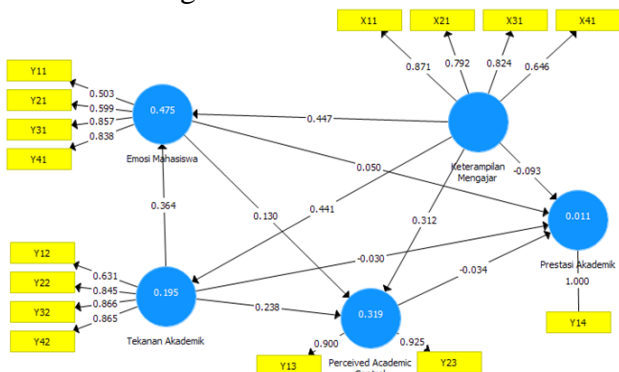 X11
X21
X31
X41
0.871
0.792
0.824
0.646
Y11
Y21
Y31
Y41
0.503
0.599
0.857
0.838
0.475
Emosi Mahasiswa
0.447
Keterampilan
Mengajar
0.050
-0.093
0.364
0.130
0.441
0.312
0.011
Prestasi Akademik
-0.030
-0.034
1.000
Y14
Y12
Y22
Y32
Y42
0.631
0.845
0.866
0.865
0.195
Tekanan Akademik
0.238
0.319
Perceived Academic
0.900
0.925
Y13
Y23